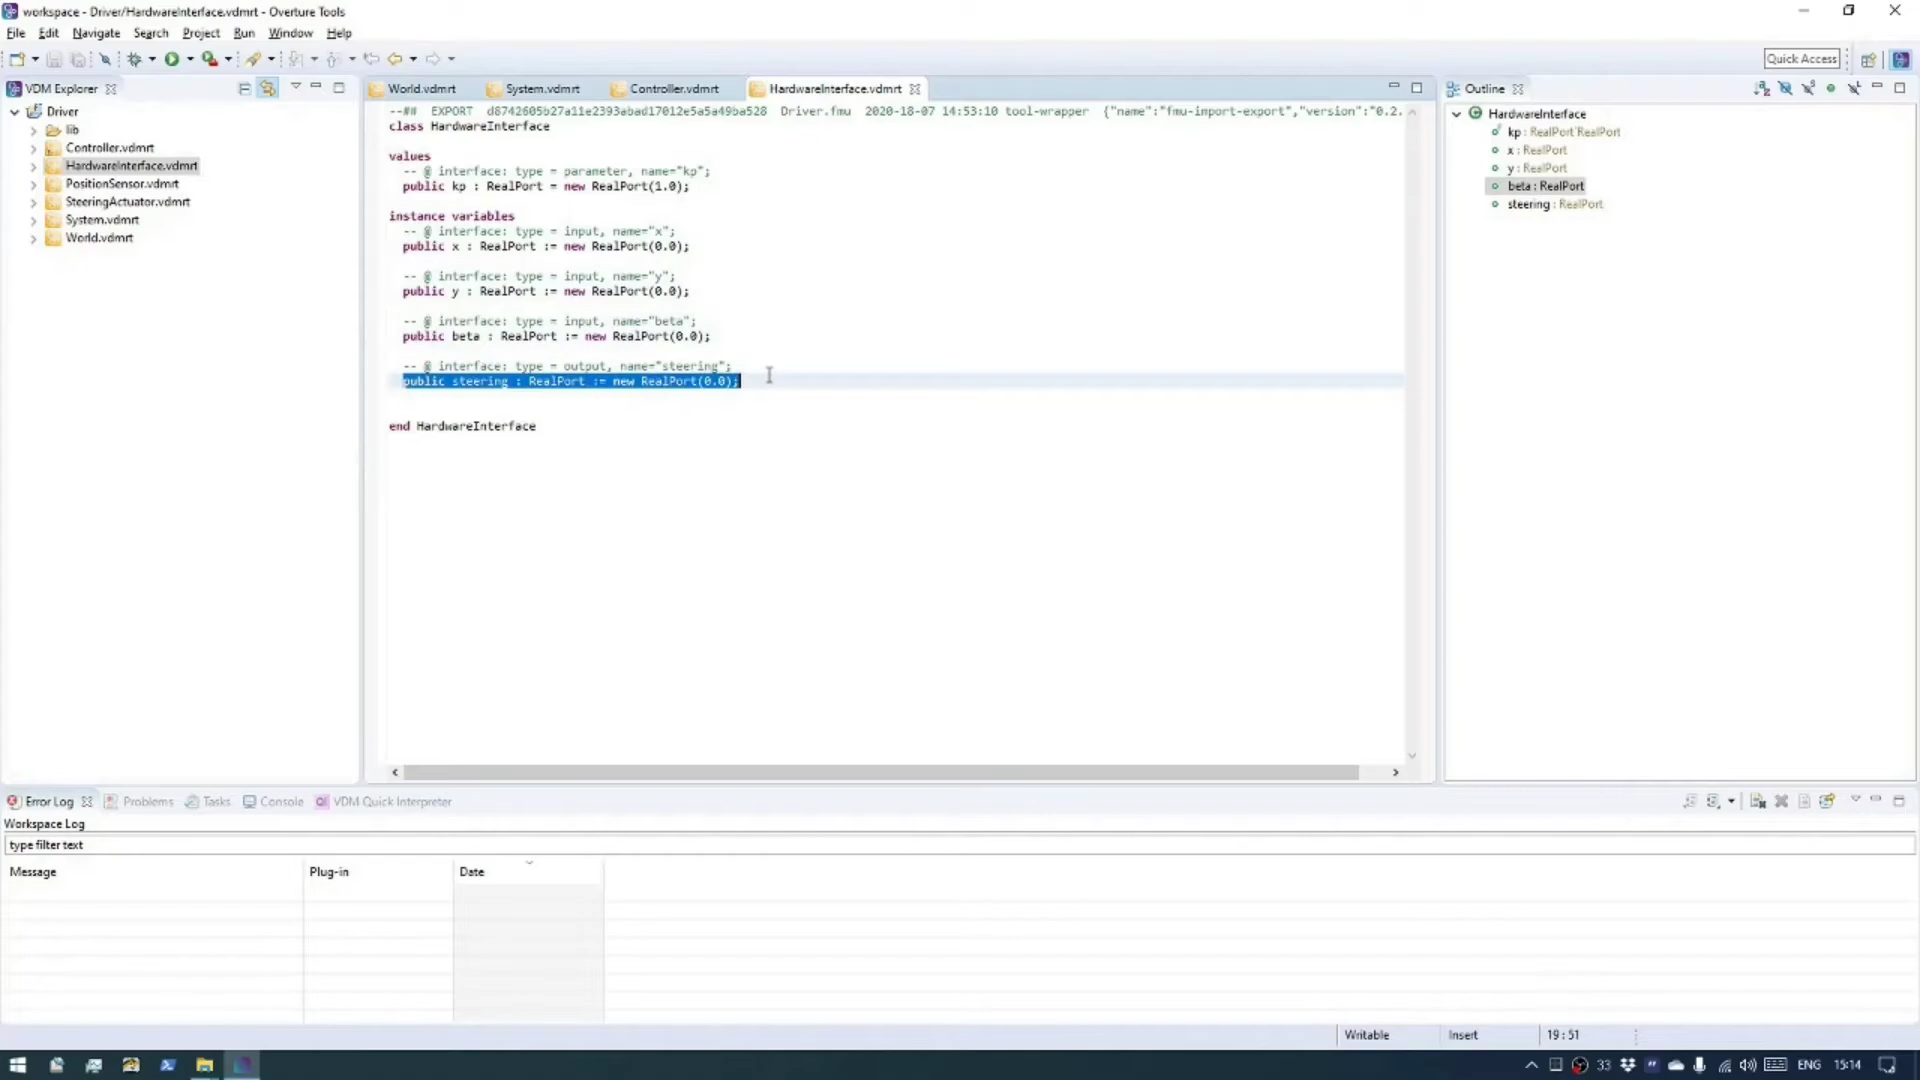 workspace - Driver/HardwareInterface.vdmrt - Overture Tools
File Edit Navigate Search Project Run Window Help
Quick Access
VDM Explorer
Driver
lib
Controller.vdmrt
HardwareInterface.vdmrt
PositionSensor.vdmrt
SteeringActuator.vdmrt
System.vdmrt
World.vdmrt
World.vdmrt System.vdmrt Controller.vdmrt HardwareInterface.vdmrt
--## EXPORT d8742605b27a11e2393abad17012e5a5a49ba528 Driver.fmu 2020-18-07 14:53:10 tool-wrapper {"name":"fmu-import-export","version":"0.2.
class HardwareInterface
values
-- @ interface: type = parameter, name="kp";
public kp : RealPort = new RealPort(1.0);
instance variables
-- @ interface: type = input, name="x";
public x : RealPort := new RealPort(0.0);
-- @ interface: type = input, name="y";
public y : RealPort := new RealPort(0.0);
-- @ interface: type = input, name="beta";
public beta : RealPort := new RealPort(0.0);
-- @ interface: type = output, name="steering";
public steering : RealPort := new RealPort(0.0);
end HardwareInterface
Outline
HardwareInterface
kp : RealPort`RealPort
x : RealPort
y : RealPort
beta : RealPort
steering : RealPort
Error Log Problems Tasks Console VDM Quick Interpreter
Workspace Log
type filter text
Message Plug-in Date
Writable Insert 19 : 51
33 ENG 15:14